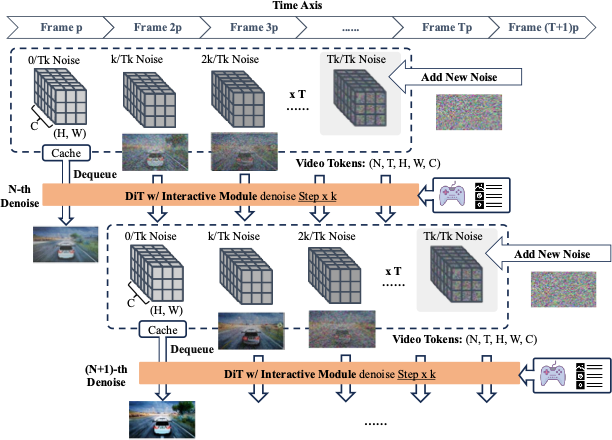 Time Axis
Frame p
Frame 2p
Frame 3p
......
Frame Tp
Frame (T+1)p
0/Tk Noise
k/Tk Noise
2k/Tk Noise
Tk/Tk Noise
x T
......
Add New Noise
C
(H, W)
Cache
Dequeue
Video Tokens: (N, T, H, W, C)
N-th
Denoise
DiT w/ Interactive Module denoise Step x k
0/Tk Noise
k/Tk Noise
2k/Tk Noise
Tk/Tk Noise
x T
......
Add New Noise
C
(H, W)
Cache
Dequeue
Video Tokens: (N, T, H, W, C)
(N+1)-th
Denoise
DiT w/ Interactive Module denoise Step x k
......